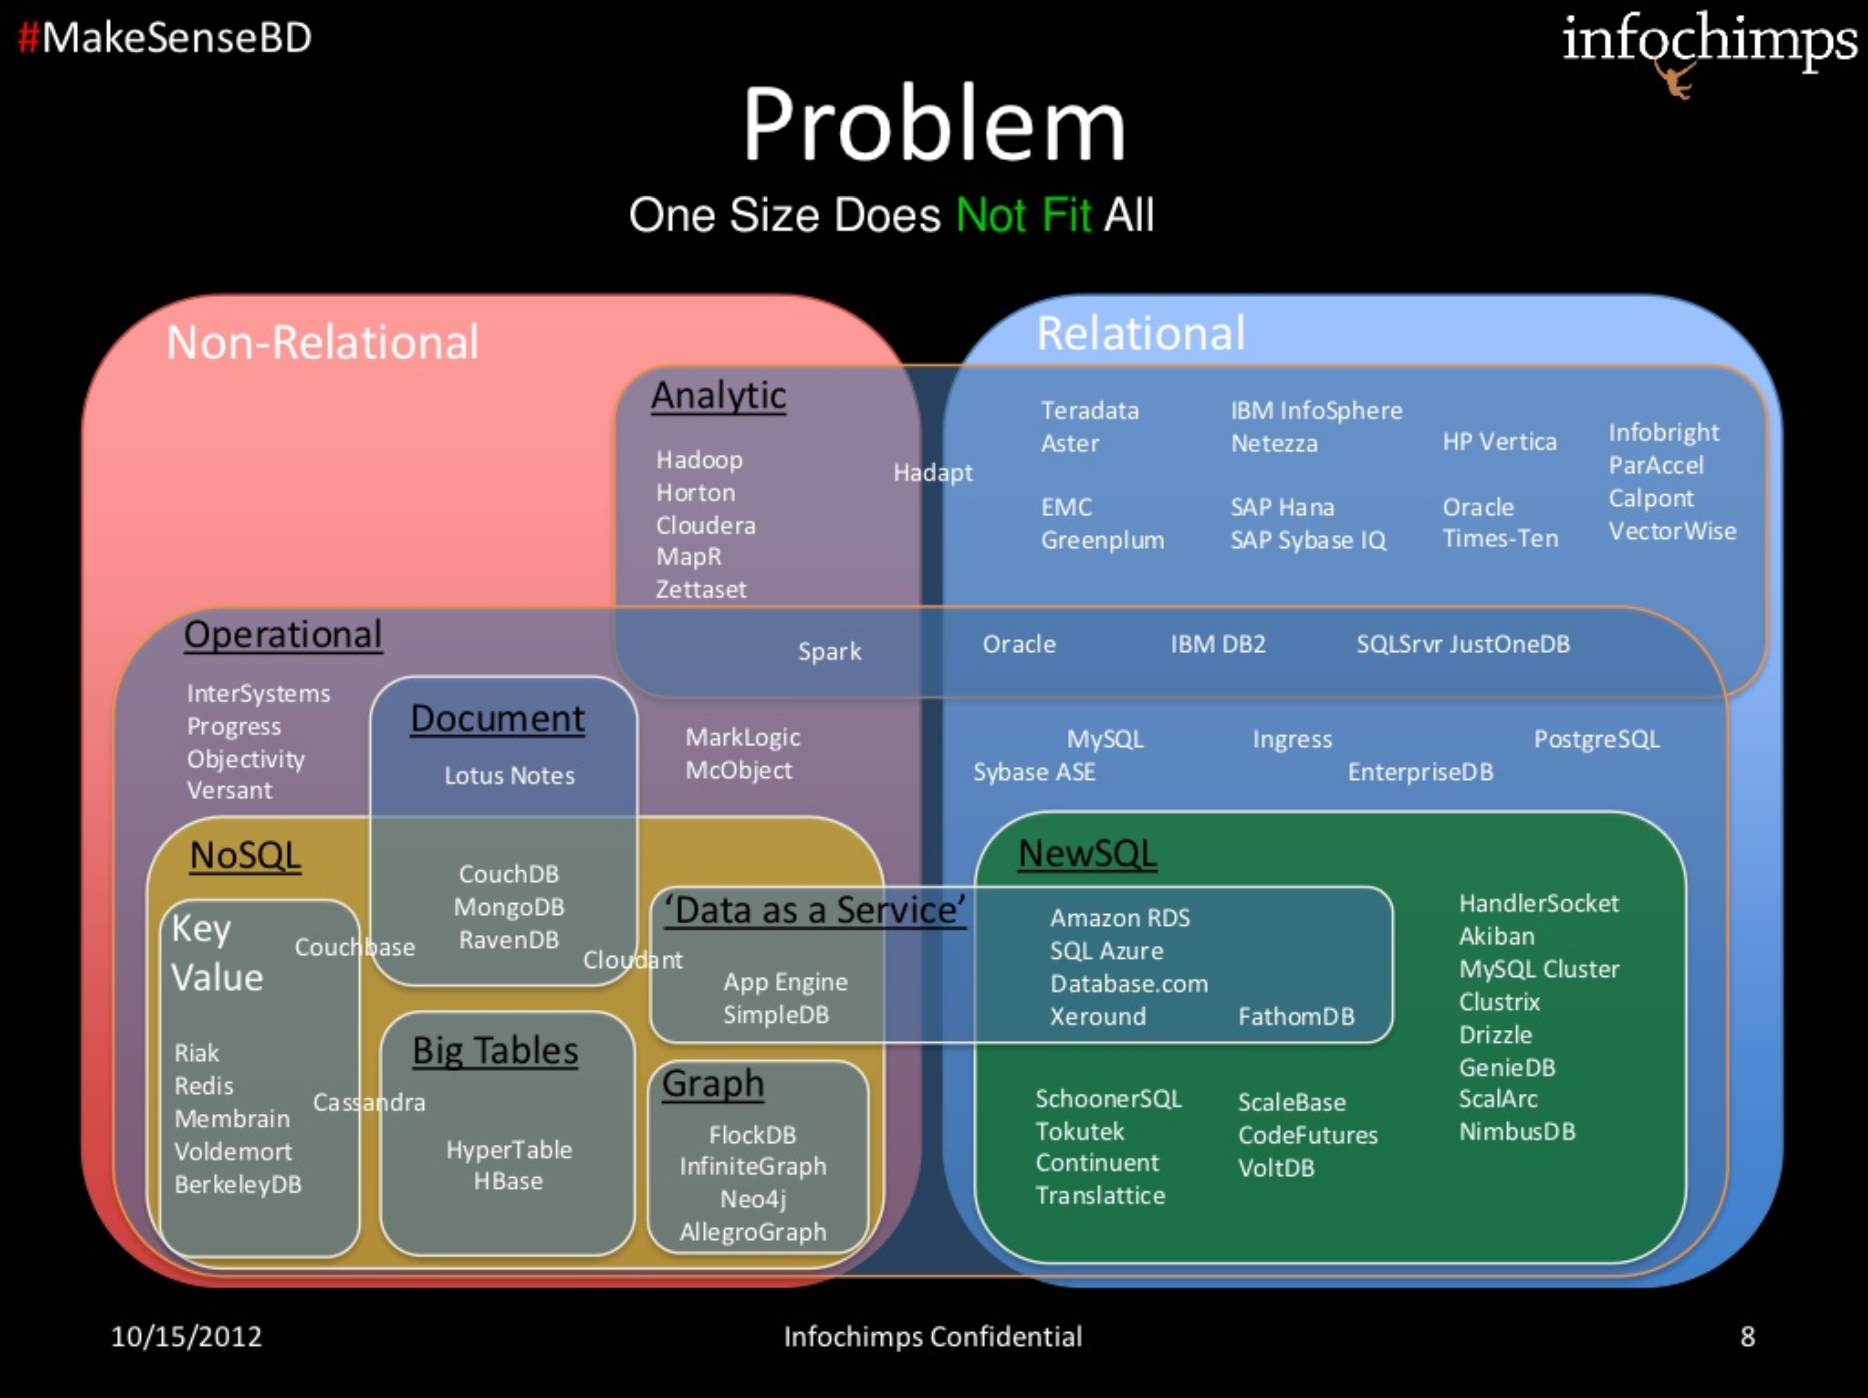 #MakeSenseBD
infochimps
Problem
One Size Does Not Fit All
Non-Relational
Relational
Analytic
Hadoop
Horton
Cloudera
MapR
Zettaset
Hadapt
Teradata
Aster
EMC
Greenplum
IBM InfoSphere
Netezza
SAP Hana
SAP Sybase IQ
HP Vertica
Oracle
Times-Ten
Infobright
ParAccel
Calpont
VectorWise
Operational
Spark
Oracle
IBM DB2
SQLSrvr JustOneDB
InterSystems
Progress
Objectivity
Versant
Document
Lotus Notes
MarkLogic
McObject
MySQL
Ingress
PostgreSQL
Sybase ASE
EnterpriseDB
NoSQL
CouchDB
MongoDB
RavenDB
Key
Value
Couchbase
Cloudant
Riak
Redis
Membrain
Voldemort
BerkeleyDB
Cassandra
Big Tables
HyperTable
HBase
'Data as a Service'
App Engine
SimpleDB
Graph
FlockDB
InfiniteGraph
Neo4j
AllegroGraph
NewSQL
Amazon RDS
SQL Azure
Database.com
Xeround
FathomDB
HandlerSocket
Akiban
MySQL Cluster
Clustrix
Drizzle
GenieDB
ScalArc
NimbusDB
SchoonerSQL
Tokutek
Continuent
Translattice
ScaleBase
CodeFutures
VoltDB
10/15/2012
Infochimps Confidential
8